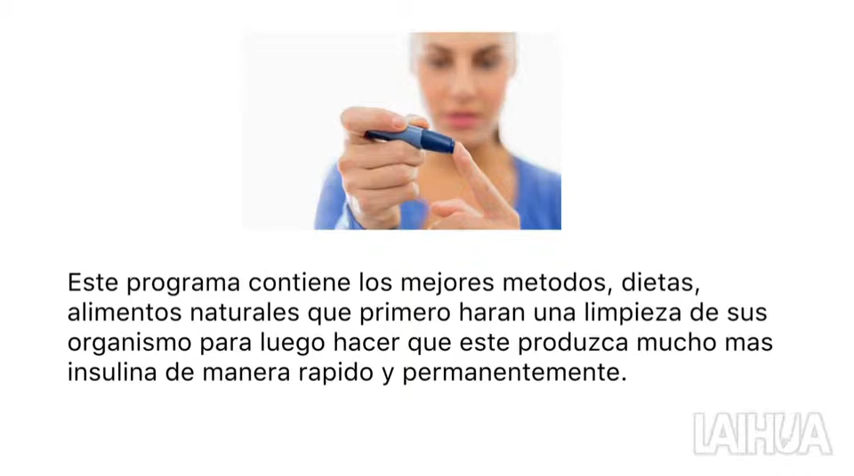 Este programa contiene los mejores metodos, dietas,
alimentos naturales que primero haran una limpieza de sus
organismo para luego hacer que este produzca mucho mas
insulina de manera rapido y permanentemente.
LAIHUA